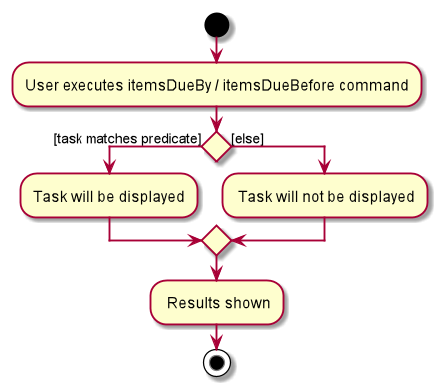 User executes itemsDueBy / itemsDueBefore command
[task matches predicate]
[else]
Task will be displayed
Task will not be displayed
Results shown